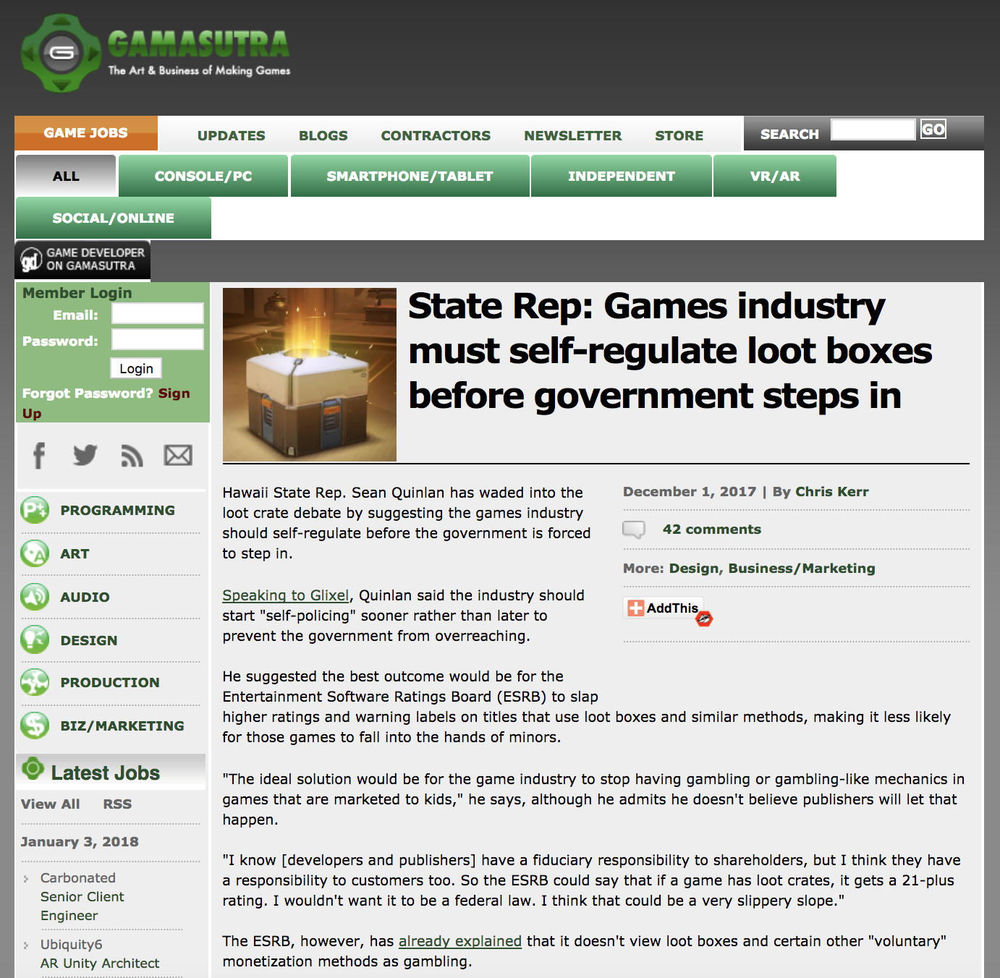 GAMASUTRA
The Art & Business of Making Games
GAME JOBS
UPDATES
BLOGS
CONTRACTORS
NEWSLETTER
STORE
SEARCH
GO
ALL
CONSOLE/PC
SMARTPHONE/TABLET
INDEPENDENT
VR/AR
SOCIAL/ONLINE
gd
GAME DEVELOPER
ON GAMASUTRA
Member Login
Email:
Password:
Login
Forgot Password? Sign
Up
PROGRAMMING
ART
AUDIO
DESIGN
PRODUCTION
BIZ/MARKETING
Latest Jobs
View All RSS
January 3, 2018
Carbonated
Senior Client
Engineer
Ubiquity6
AR Unity Architect
State Rep: Games industry
must self-regulate loot boxes
before government steps in
December 1, 2017 | By Chris Kerr
42 comments
More: Design, Business/Marketing
AddThis
Hawaii State Rep. Sean Quinlan has waded into the
loot crate debate by suggesting the games industry
should self-regulate before the government is forced
to step in.
Speaking to Glixel, Quinlan said the industry should
start "self-policing" sooner rather than later to
prevent the government from overreaching.
He suggested the best outcome would be for the
Entertainment Software Ratings Board (ESRB) to slap
higher ratings and warning labels on titles that use loot boxes and similar methods, making it less likely
for those games to fall into the hands of minors.
"The ideal solution would be for the game industry to stop having gambling or gambling-like mechanics in
games that are marketed to kids," he says, although he admits he doesn't believe publishers will let that
happen.
"I know [developers and publishers] have a fiduciary responsibility to shareholders, but I think they have
a responsibility to customers too. So the ESRB could say that if a game has loot crates, it gets a 21-plus
rating. I wouldn't want it to be a federal law. I think that could be a very slippery slope."
The ESRB, however, has already explained that it doesn't view loot boxes and certain other "voluntary"
monetization methods as gambling.